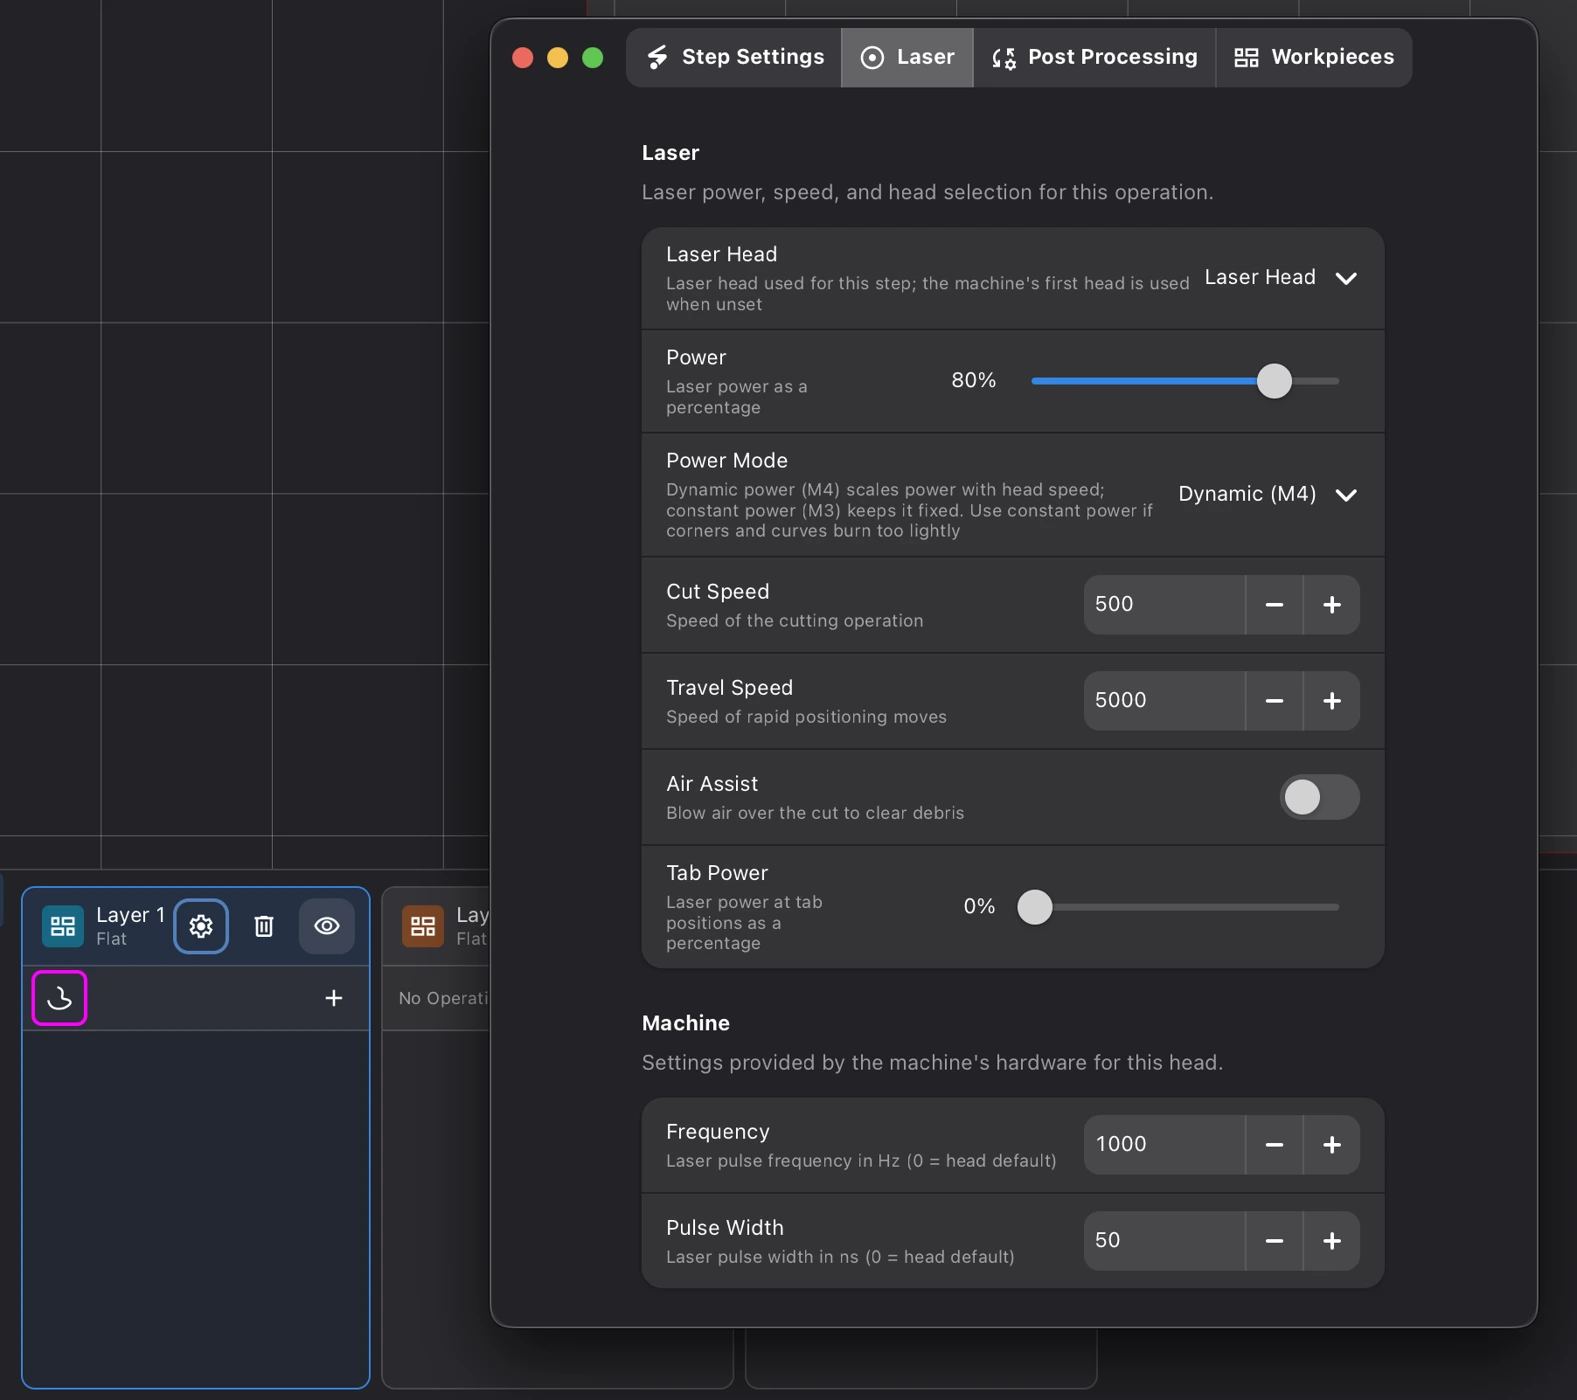 Step Settings
Laser
Post Processing
Workpieces
Laser
Laser power, speed, and head selection for this operation.
Laser Head
Laser head used for this step; the machine's first head is used
when unset
Laser Head
Power
Laser power as a
percentage
80%
Power Mode
Dynamic power (M4) scales power with head speed;
constant power (M3) keeps it fixed. Use constant power if
corners and curves burn too lightly
Dynamic (M4)
Cut Speed
Speed of the cutting operation
500
Travel Speed
Speed of rapid positioning moves
5000
Air Assist
Blow air over the cut to clear debris
Tab Power
Laser power at tab
positions as a
percentage
0%
Machine
Settings provided by the machine's hardware for this head.
Frequency
Laser pulse frequency in Hz (0 = head default)
1000
Pulse Width
Laser pulse width in ns (0 = head default)
50
Layer 1
Flat
Lay
Flat
No Operati